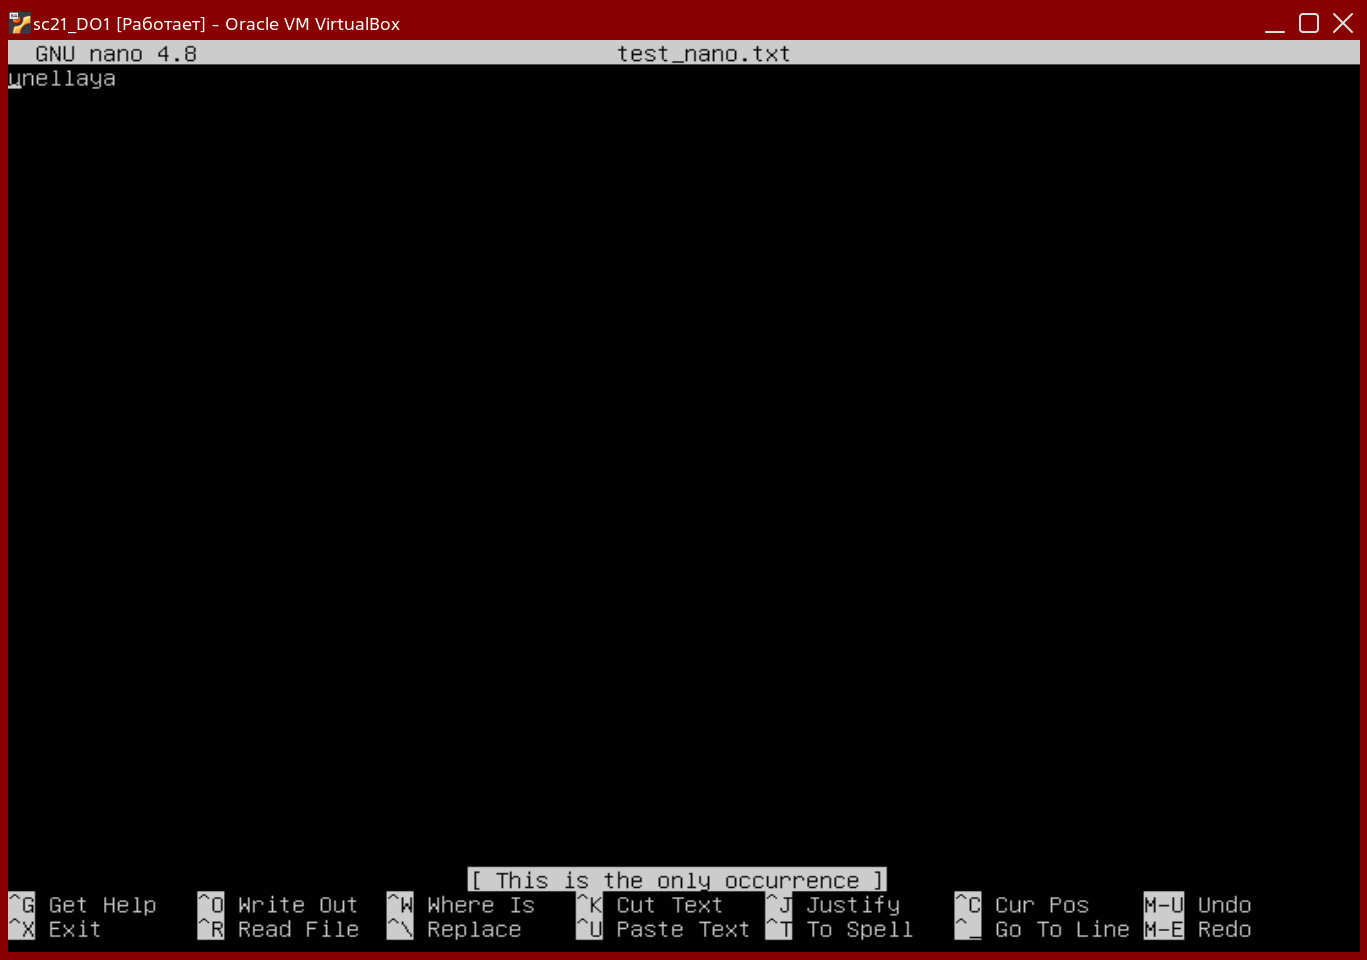 sc21_DO1 [Работает] - Oracle VM VirtualBox
GNU nano 4.8 test_nano.txt
unellaya
[ This is the only occurrence ]
^G Get Help ^O Write Out ^W Where Is ^K Cut Text ^J Justify ^C Cur Pos M-U Undo
^X Exit ^R Read File ^\ Replace ^U Paste Text ^T To Spell ^_ Go To Line M-E Redo